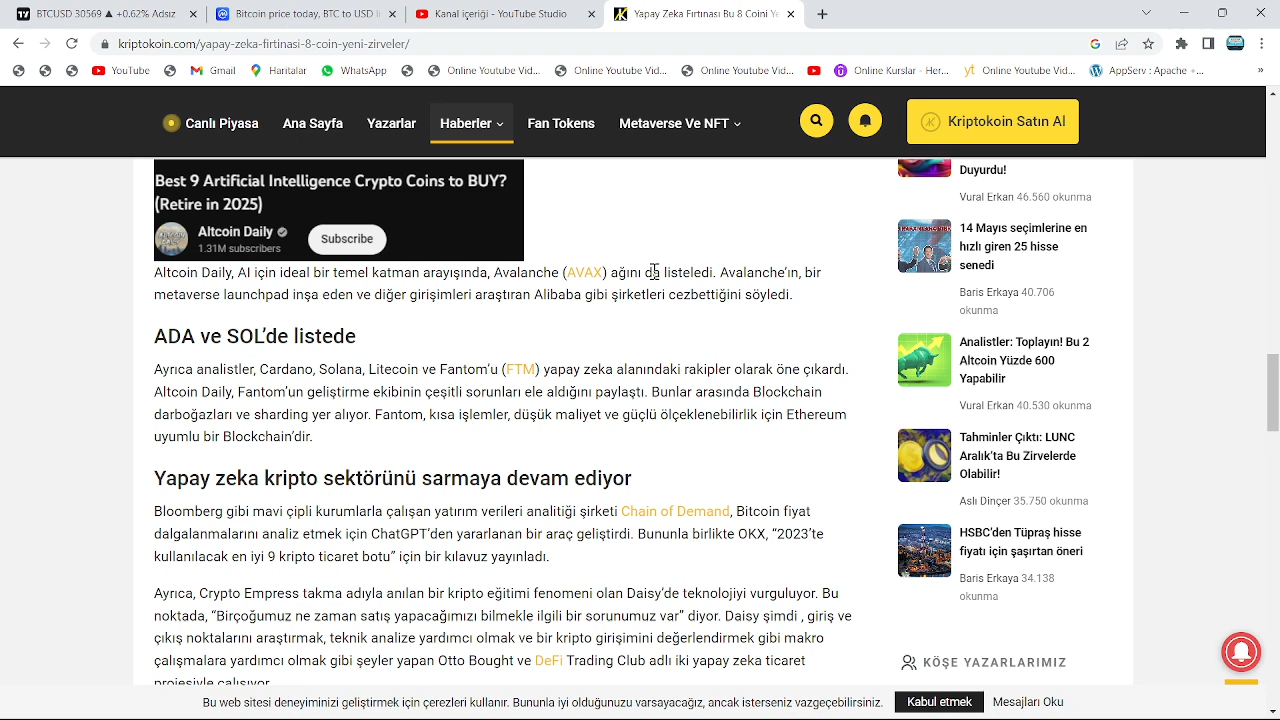 BTCUSD 30569 ▲ +0.62% Adsız
Bitcoin price today, BTC to USD li
Kanal içeriği - YouTube Studio
Yapay Zeka Fırtınası Bu 8 Coini Ye
kriptokoin.com/yapay-zeka-firtinasi-8-coin-yeni-zirveler/
YouTube
Gmail
Haritalar
WhatsApp
Online Youtube Vid...
Online Youtube Vid...
Online Youtube Vid...
Online Kurslar - Her...
yt Online Youtube Vid...
AppServ : Apache +...
»
Canlı Piyasa
Ana Sayfa
Yazarlar
Haberler
Fan Tokens
Metaverse Ve NFT
Kriptokoin Satın Al
Best 9 Artificial Intelligence Crypto Coins to BUY?
(Retire in 2025)
Altcoin Daily
1.31M subscribers
Subscribe
Altcoin Daily, AI için ideal bir temel katman arayışında, Avalanche (AVAX) ağını da listeledi. Avalanche’ın, bir
metaverse launchpad inşa eden ve diğer girişimleri araştıran Alibaba gibi şirketleri cezbettiğini söyledi.
ADA ve SOL’de listede
Ayrıca analistler, Cardano, Solana, Litecoin ve Fantom’u (FTM) yapay zeka alanındaki rakipler olarak öne çıkardı.
Altcoin Daily, Fantom’un geliştirme ekibinin çeşitli sorunları ele aldığını paylaştı. Bunlar arasında Blockchain
darboğazları ve sharding yer alıyor. Fantom, kısa işlemler, düşük maliyet ve güçlü ölçeklenebilirlik için Ethereum
uyumlu bir Blockchain’dir.
Yapay zeka kripto sektörünü sarmaya devam ediyor
Bloomberg gibi mavi çipli kurumlarla çalışan yatırım verileri analitiği şirketi Chain of Demand, Bitcoin fiyat
dalgalanmalarını analiz etmek için ChatGPT’den yararlanan bir araç geliştirdi. Bununla birlikte OKX, “2023’te
kullanılacak en iyi 9 kripto ticaret botu” için bir kılavuz yayınladı.
Ayrıca, Crypto Empress takma adıyla anılan bir kripto eğitimi fenomeni olan Daisy’de teknolojiyi vurguluyor. Bu
noktada, “Birçoğumuz ne zaman satış yapacağımızı bilmekle ilgili bir sorunumuz var” diyor. Daisy şimdi , giriş ve
çıkış noktalarını araştırmak, teknik analize yardımcı olmak ve bir kripto girişimini değerlendirmek gibi makro
çalışmalara yardımcı olmak gibi şeyler yapan Otto Bought ve DeFi Trading Club adlı iki yapay zeka ticaret
projesiyle çalışıyor.
Duyurdu!
Vural Erkan 46.560 okunma
14 Mayıs seçimlerine en
hızlı giren 25 hisse
senedi
Baris Erkaya 40.706
okunma
Analistler: Toplayın! Bu 2
Altcoin Yüzde 600
Yapabilir
Vural Erkan 40.530 okunma
Tahminler Çıktı: LUNC
Aralık’ta Bu Zirvelerde
Olabilir!
Aslı Dinçer 35.750 okunma
HSBC’den Tüpraş hisse
fiyatı için şaşırtan öneri
Baris Erkaya 34.138
okunma
KÖŞE YAZARLARIMIZ
Bu site deneyiminizi geliştirmek için çerezleri kullanır. Bununla iyi olduğunuzu varsayacağız, ancak isterseniz vazgeçebilirsiniz.
Kabul etmek
Mesajları Oku